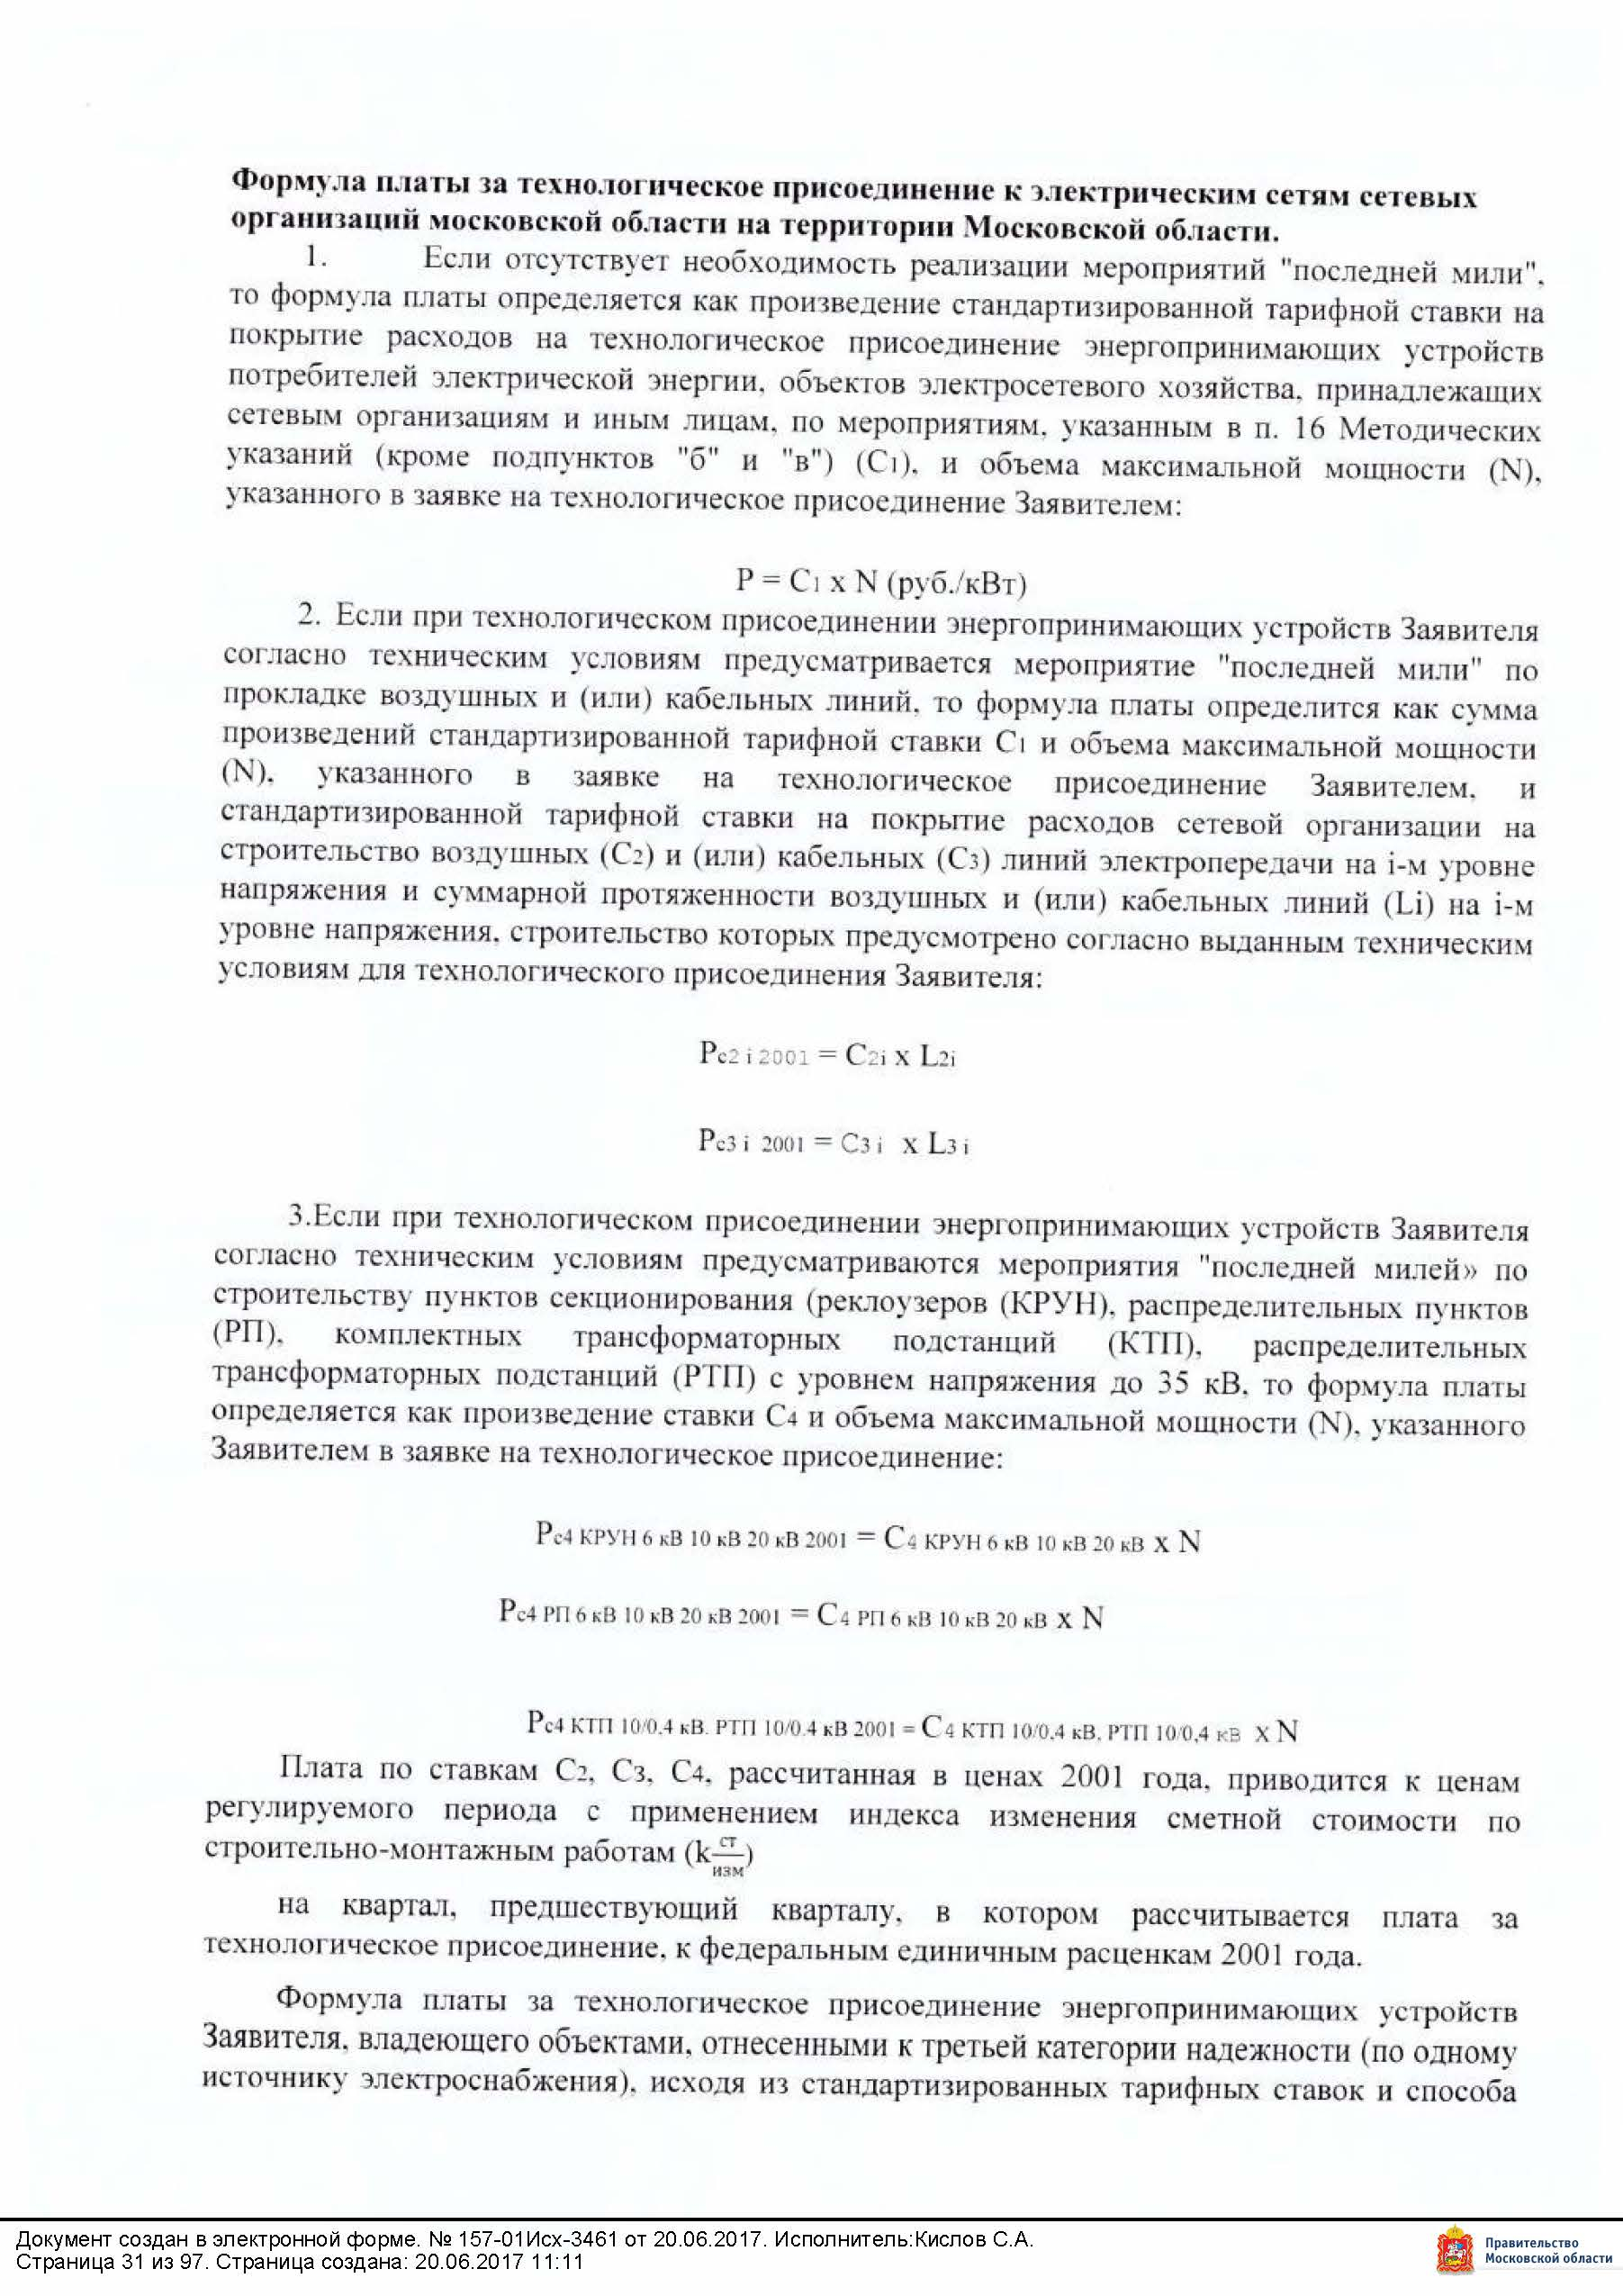 Формула платы за технологическое присоединение к электрическим сетям сетевых
организаций московской области на территории Московской области.
1. Если отсутствует необходимость реализации мероприятий "последней мили",
то формула платы определяется как произведение стандартизированной тарифной ставки на
покрытие расходов на технологическое присоединение энергопринимающих устройств
потребителей электрической энергии, объектов электросетевого хозяйства, принадлежащих
сетевым организациям и иным лицам, по мероприятиям, указанным в п. 16 Методических
указаний (кроме подпунктов "б" и "в") (С1), и объема максимальной мощности (N),
указанного в заявке на технологическое присоединение Заявителем:
P = C1 x N (руб./кВт)
2. Если при технологическом присоединении энергопринимающих устройств Заявителя
согласно техническим условиям предусматривается мероприятие "последней мили" по
прокладке воздушных и (или) кабельных линий, то формула платы определится как сумма
произведений стандартизированной тарифной ставки С1 и объема максимальной мощности
(N), указанного в заявке на технологическое присоединение Заявителем, и
стандартизированной тарифной ставки на покрытие расходов сетевой организации на
строительство воздушных (С2) и (или) кабельных (С3) линий электропередачи на i-м уровне
напряжения и суммарной протяженности воздушных и (или) кабельных линий (Li) на i-м
уровне напряжения, строительство которых предусмотрено согласно выданным техническим
условиям для технологического присоединения Заявителя:
Pc2 i 2001 = C2i x L2i
Pc3 i 2001 = C3 i x L3 i
3.Если при технологическом присоединении энергопринимающих устройств Заявителя
согласно техническим условиям предусматриваются мероприятия "последней милей» по
строительству пунктов секционирования (реклоузеров (КРУН), распределительных пунктов
(РП), комплектных трансформаторных подстанций (КТП), распределительных
трансформаторных подстанций (РТП) с уровнем напряжения до 35 кВ, то формула платы
определяется как произведение ставки С4 и объема максимальной мощности (N), указанного
Заявителем в заявке на технологическое присоединение:
Pc4 КРУН 6 кВ 10 кВ 20 кВ 2001 = C4 КРУН 6 кВ 10 кВ 20 кВ x N
Pc4 РП 6 кВ 10 кВ 20 кВ 2001 = C4 РП 6 кВ 10 кВ 20 кВ x N
Pc4 КТП 10/0,4 кВ. РТП 10/0.4 кВ 2001 = C4 КТП 10/0,4 кВ, РТП 10/0,4 кВ x N
Плата по ставкам С2, С3, С4, рассчитанная в ценах 2001 года, приводится к ценам
регулируемого периода с применением индекса изменения сметной стоимости по
строительно-монтажным работам (k ст/изм)
на квартал, предшествующий кварталу, в котором рассчитывается плата за
технологическое присоединение, к федеральным единичным расценкам 2001 года.
Формула платы за технологическое присоединение энергопринимающих устройств
Заявителя, владеющего объектами, отнесенными к третьей категории надежности (по одному
источнику электроснабжения), исходя из стандартизированных тарифных ставок и способа
Документ создан в электронной форме. № 157-01Исх-3461 от 20.06.2017. Исполнитель:Кислов С.А.
Страница 31 из 97. Страница создана: 20.06.2017 11:11
Правительство
Московской области